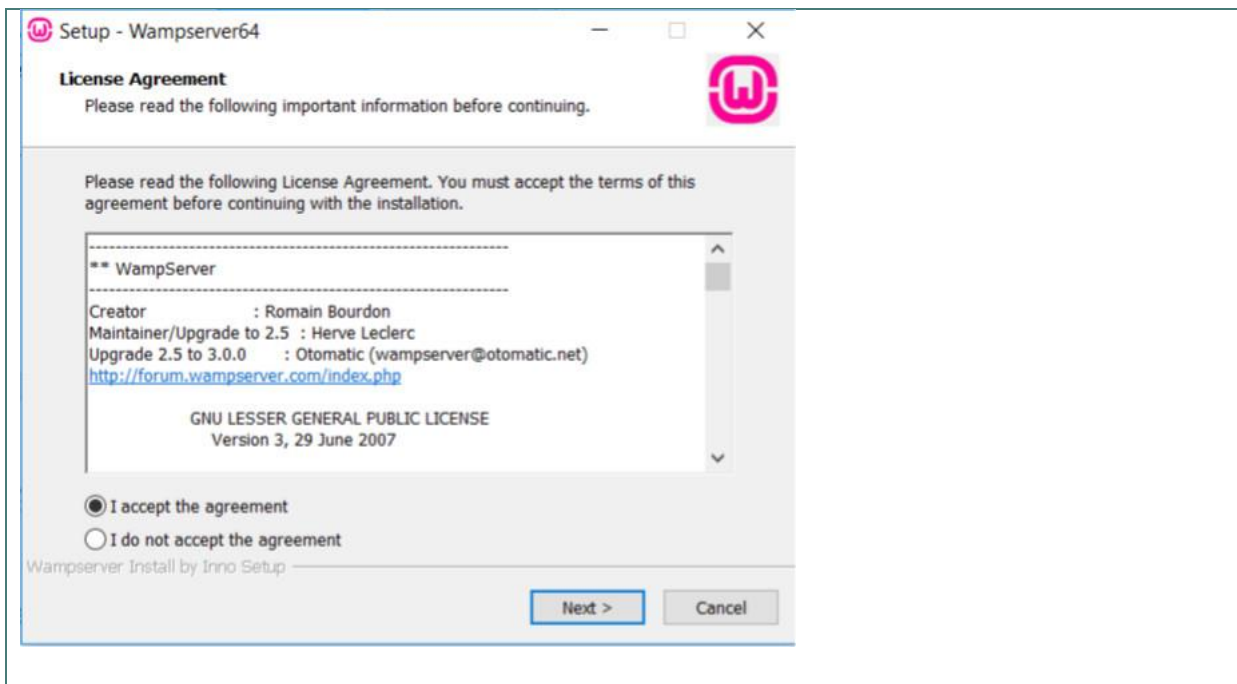 Setup - Wampserver64
License Agreement
Please read the following important information before continuing.
Please read the following License Agreement. You must accept the terms of this
agreement before continuing with the installation.
---------------------------------------------------------------
** WampServer
---------------------------------------------------------------
Creator : Romain Bourdon
Maintainer/Upgrade to 2.5 : Herve Leclerc
Upgrade 2.5 to 3.0.0 : Otomatic (wampserver@otomatic.net)
http://forum.wampserver.com/index.php
GNU LESSER GENERAL PUBLIC LICENSE
Version 3, 29 June 2007
I accept the agreement
I do not accept the agreement
Wampserver Install by Inno Setup
Next > Cancel